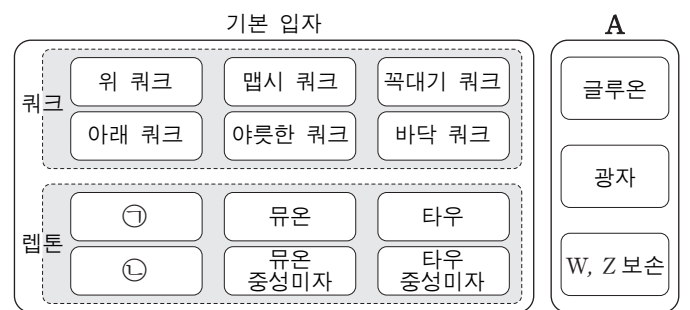 기본 입자
A
쿼크
위 쿼크
맵시 쿼크
꼭대기 쿼크
아래 쿼크
야릇한 쿼크
바닥 쿼크
렙톤
㉠
뮤온
타우
㉡
뮤온
중성미자
타우
중성미자
글루온
광자
W, Z 보손